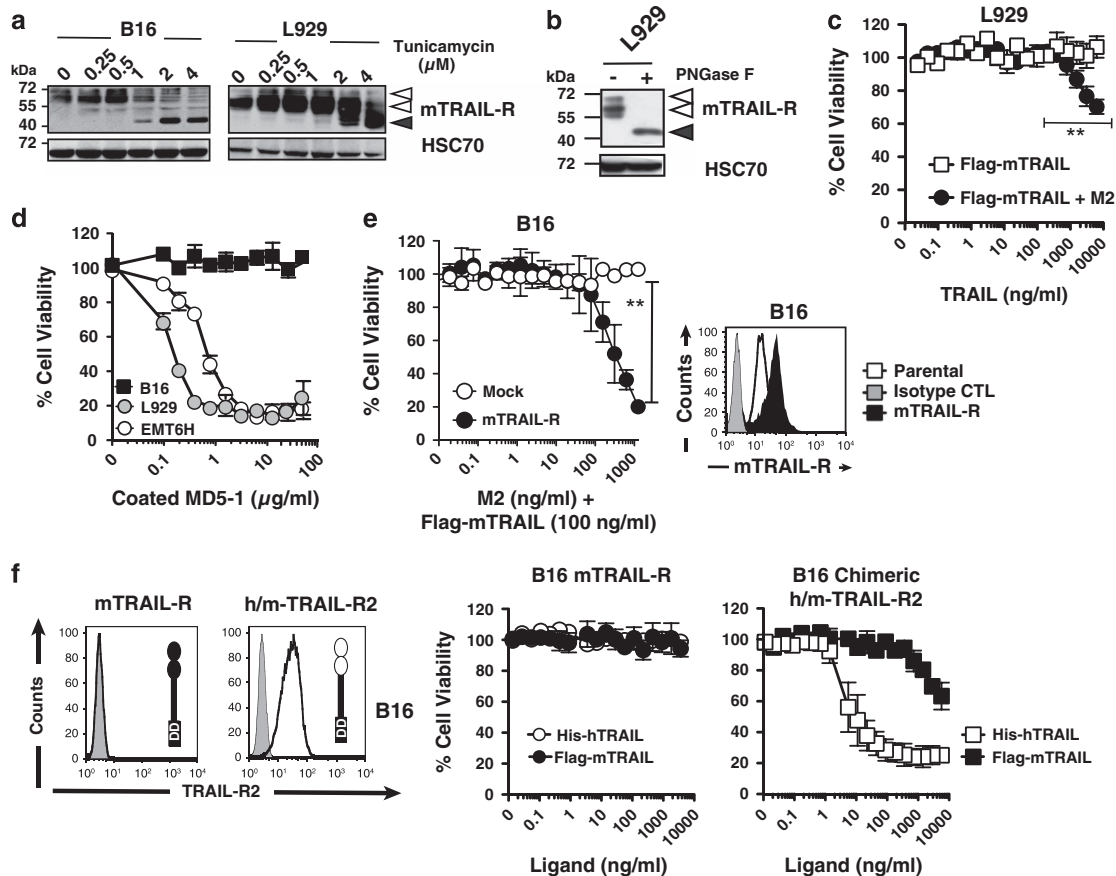 a
B16
L929
Tunicamycin
(µM)
0 0.25 0.5 1 2 4
0 0.25 0.5 1 2 4
kDa
72
55
40
72
mTRAIL-R
HSC70
b
L929
- +
PNGase F
kDa
72
55
40
72
mTRAIL-R
HSC70
c
L929
% Cell Viability
120
100
80
60
40
20
0
Flag-mTRAIL
Flag-mTRAIL + M2
**
0 0.1 1 10 100 1000 10000
TRAIL (ng/ml)
d
% Cell Viability
120
100
80
60
40
20
0
B16
L929
EMT6H
0 0.1 1 10 100
Coated MD5-1 (µg/ml)
e
B16
% Cell Viability
120
100
80
60
40
20
0
**
Mock
mTRAIL-R
0 0.1 1 10 100 1000
M2 (ng/ml) +
Flag-mTRAIL (100 ng/ml)
B16
Counts
100
80
60
40
20
0
10⁰ 10¹ 10² 10³ 10⁴
mTRAIL-R
Parental
Isotype CTL
mTRAIL-R
f
mTRAIL-R
h/m-TRAIL-R2
Counts
100
80
60
40
20
0
DD
10⁰ 10¹ 10² 10³ 10⁴
100
80
60
40
20
0
DD
10⁰ 10¹ 10² 10³ 10⁴
B16
TRAIL-R2
B16 mTRAIL-R
% Cell Viability
120
100
80
60
40
20
0
His-hTRAIL
Flag-mTRAIL
0 0.1 1 10 100 1000 10000
Ligand (ng/ml)
B16 Chimeric
h/m-TRAIL-R2
120
100
80
60
40
20
0
His-hTRAIL
Flag-mTRAIL
0 0.1 1 10 100 1000 10000
Ligand (ng/ml)